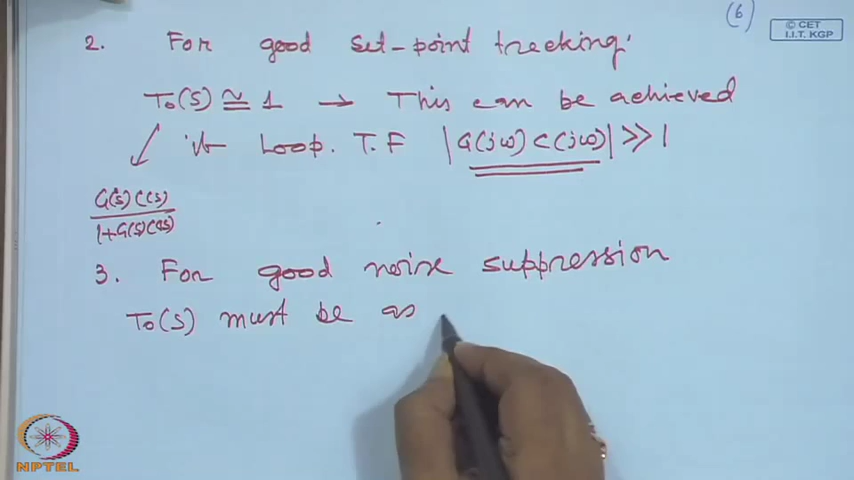 (6)
© CET
I.I.T. KGP
2. For good set-point tracking:
To(s) ≅ 1 → This can be achieved
if Loop. T.F |G(jω) C(jω)| >> 1
G(s) C(s)
1+G(s)C(s)
3. For good noise suppression
To(s) must be as
NPTEL